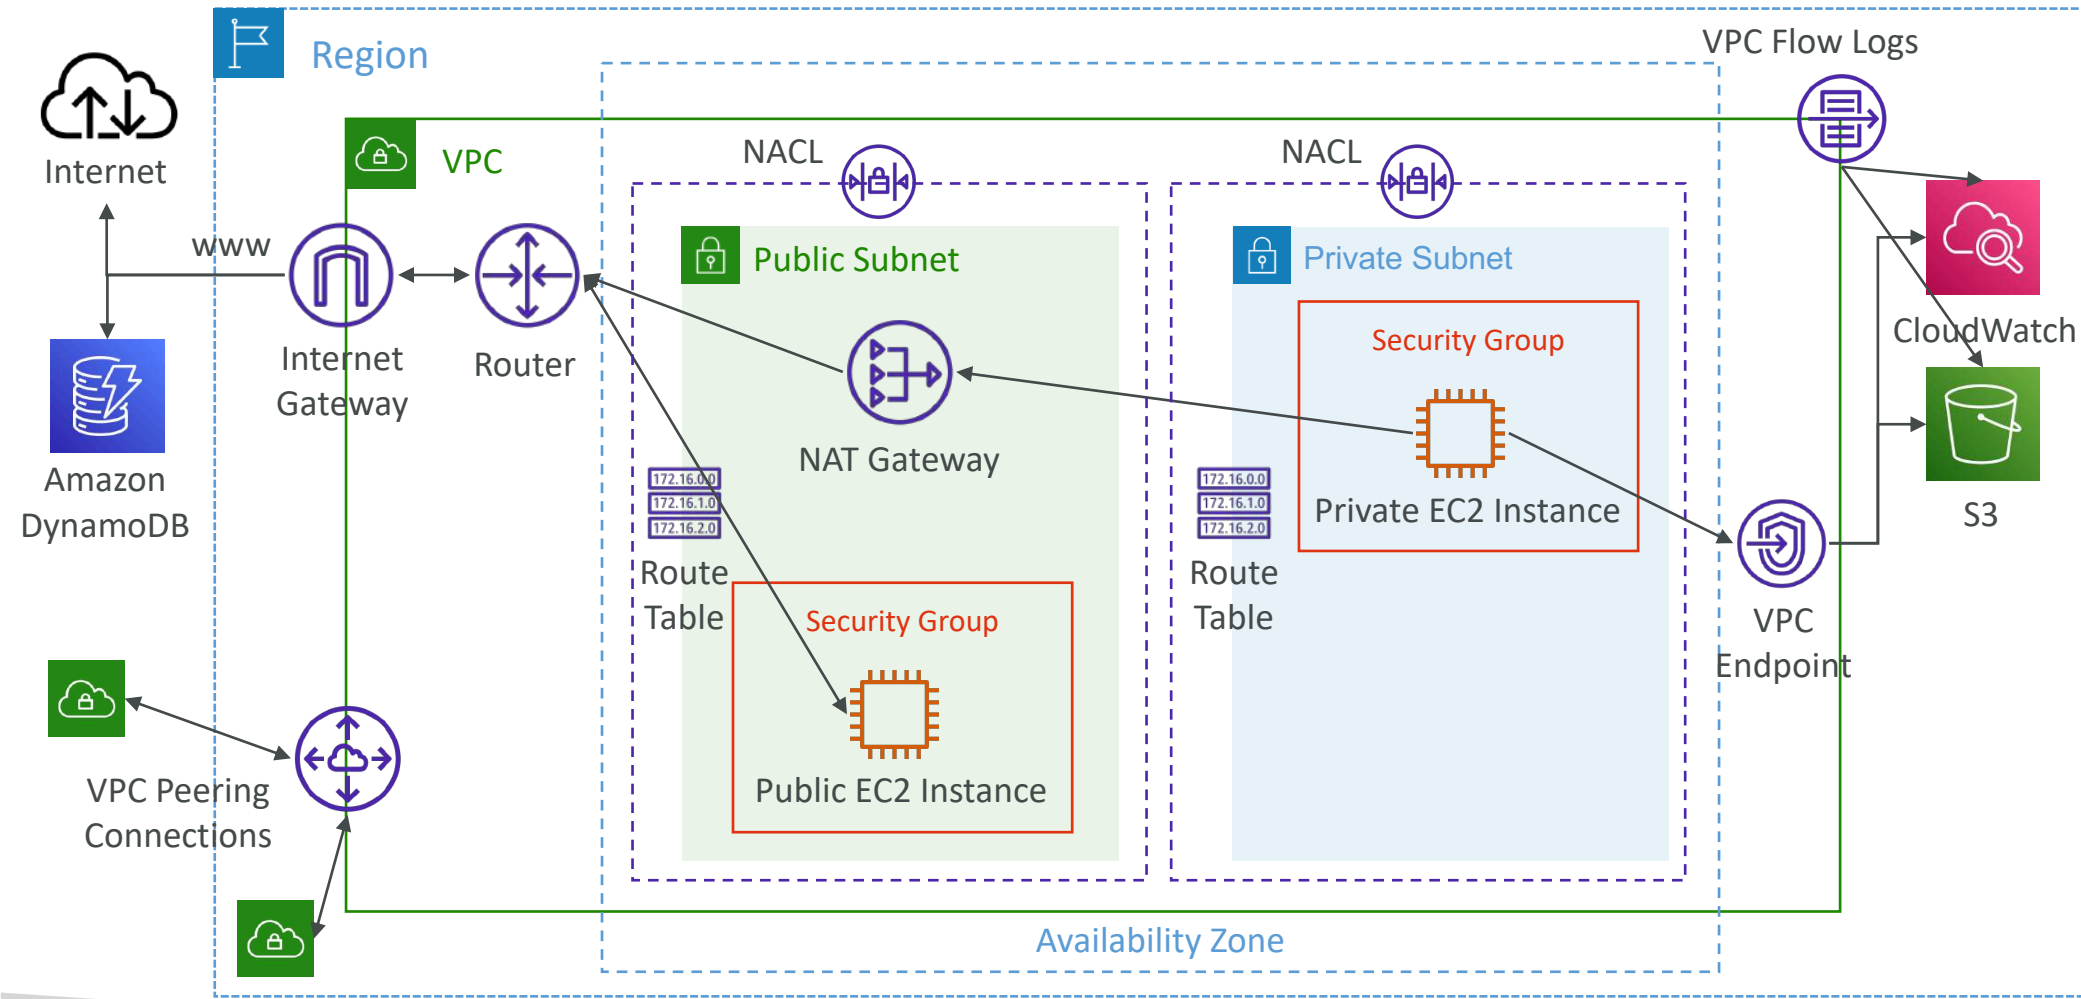 Region
VPC Flow Logs
Internet
VPC
NACL
NACL
www
Public Subnet
Private Subnet
Internet
Gateway
Router
Security Group
CloudWatch
NAT Gateway
Amazon
DynamoDB
172.16.0.0
172.16.1.0
172.16.2.0
172.16.0.0
172.16.1.0
172.16.2.0
Private EC2 Instance
S3
Route
Table
Route
Table
Security Group
VPC
Endpoint
VPC Peering
Connections
Public EC2 Instance
Availability Zone